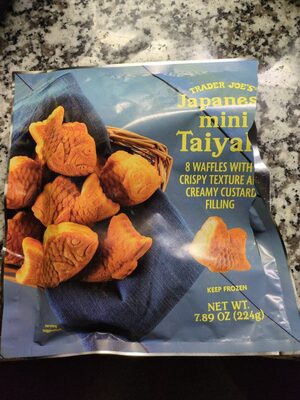 TRADER JOE'S
Japanes
mini
Taiyak
8 WAFFLES WITH
CRISPY TEXTURE AN
CREAMY CUSTARD
FILLING
KEEP FROZEN
NET WT.
7.89 OZ (224g)